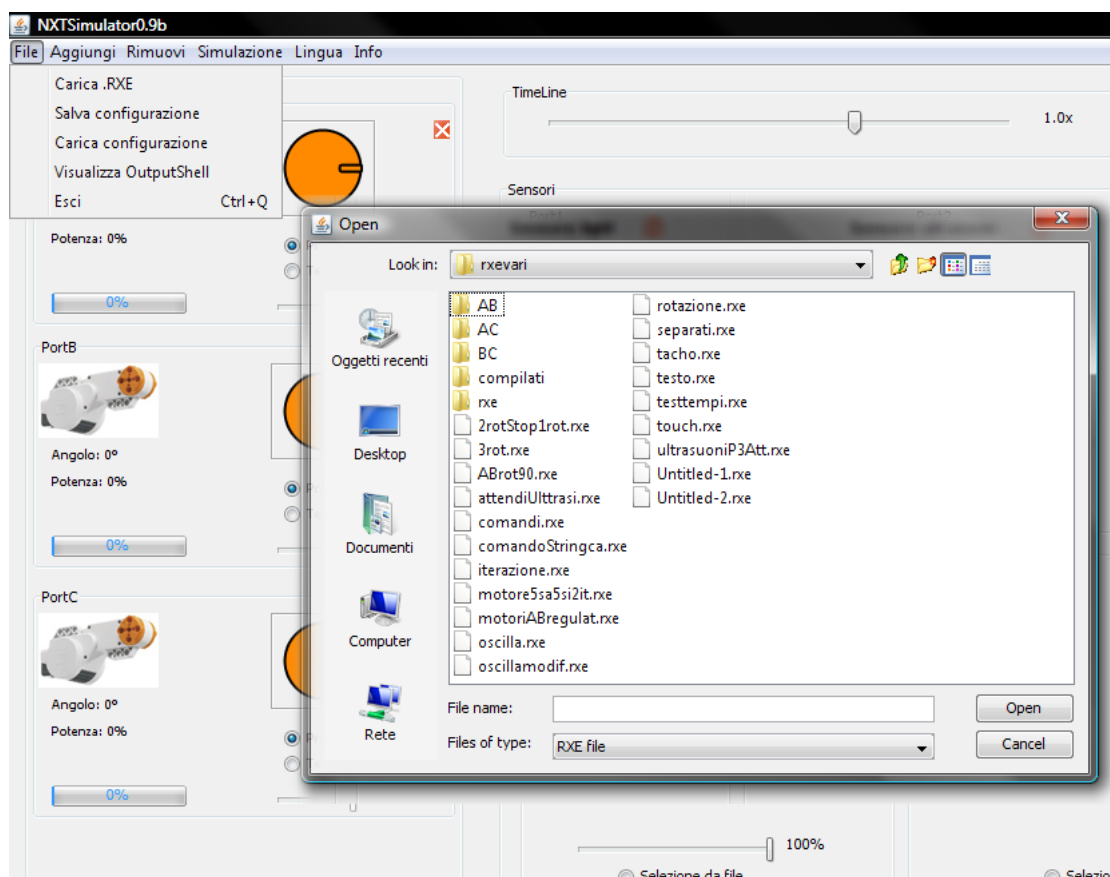 NXTSimulator0.9b
File Aggiungi Rimuovi Simulazione Lingua Info
Carica .RXE
Salva configurazione
Carica configurazione
Visualizza OutputShell
Esci Ctrl+Q
TimeLine
1.0x
Sensori
Potenza: 0%
0%
PortB
Angolo: 0°
Potenza: 0%
0%
PortC
Angolo: 0°
Potenza: 0%
0%
Open
Look in: rxevari
Oggetti recenti
Desktop
Documenti
Computer
Rete
AB
AC
BC
compilati
rxe
2rotStop1rot.rxe
3rot.rxe
ABrot90.rxe
attendiUlttrasi.rxe
comandi.rxe
comandoStringca.rxe
iterazione.rxe
motore5sa5si2it.rxe
motoriABregulat.rxe
oscilla.rxe
oscillamodif.rxe
rotazione.rxe
separati.rxe
tacho.rxe
testo.rxe
testtempi.rxe
touch.rxe
ultrasuoniP3Att.rxe
Untitled-1.rxe
Untitled-2.rxe
File name:
Open
Files of type: RXE file
Cancel
100%
Selezione da file